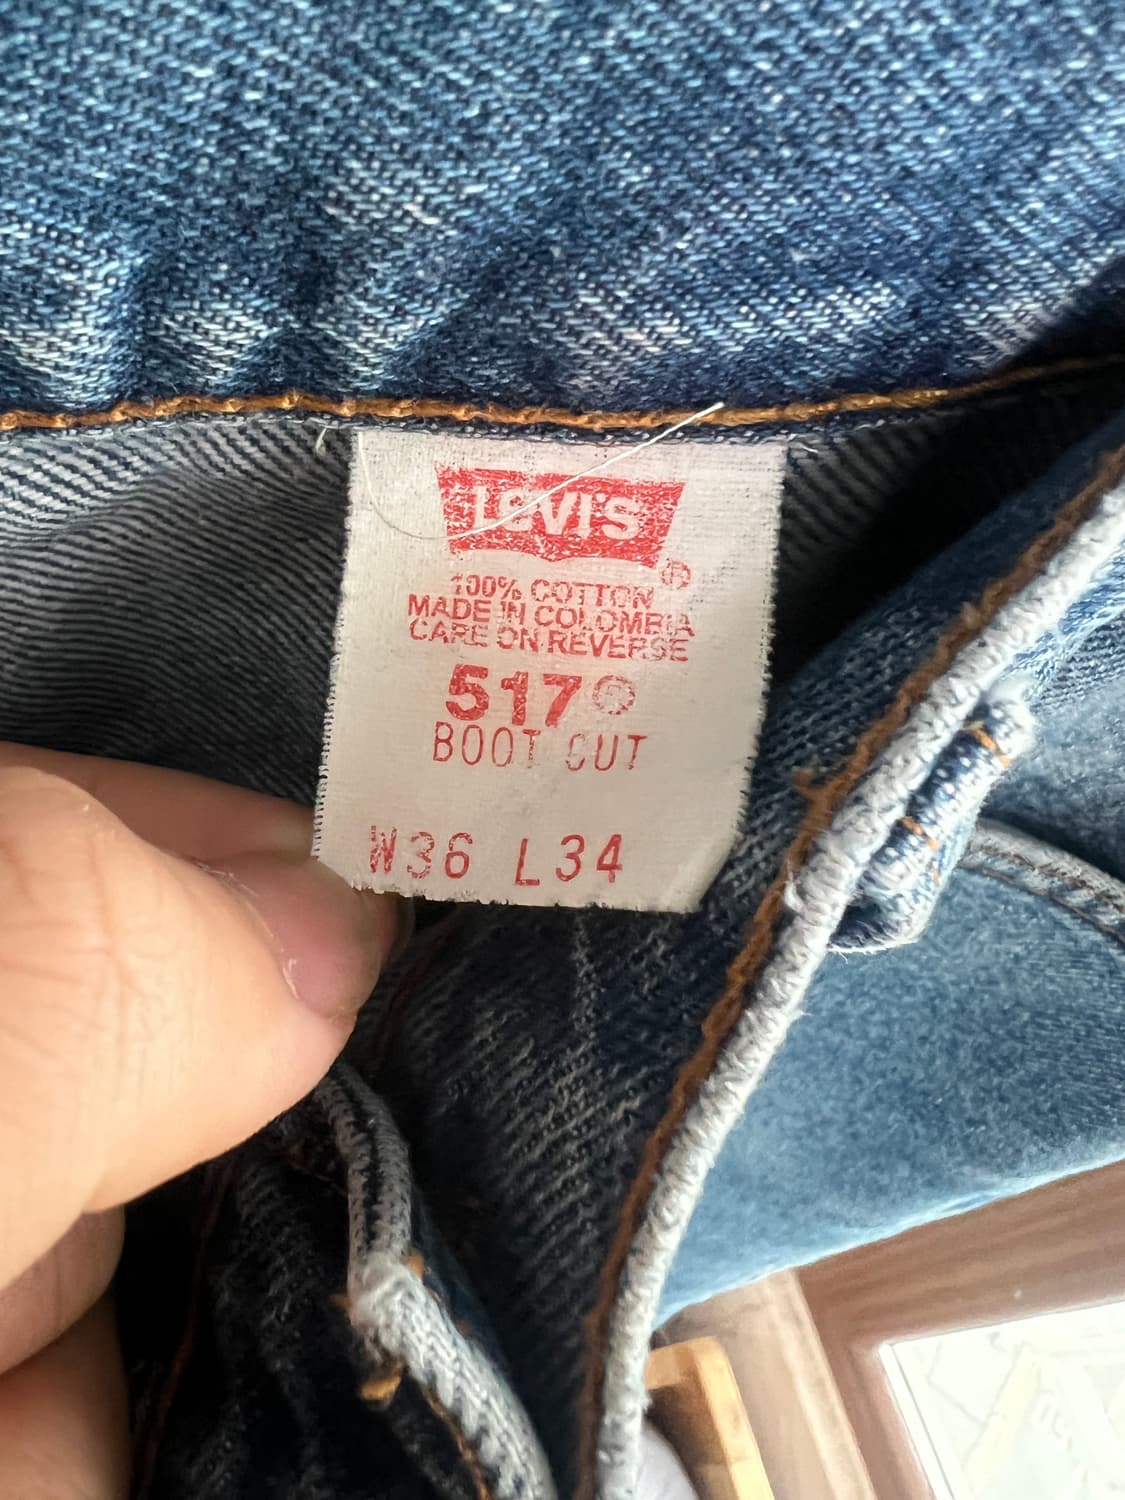 LEVI'S
®
100% COTTON
MADE IN COLOMBIA
CARE ON REVERSE
517®
BOOT CUT
W36 L34